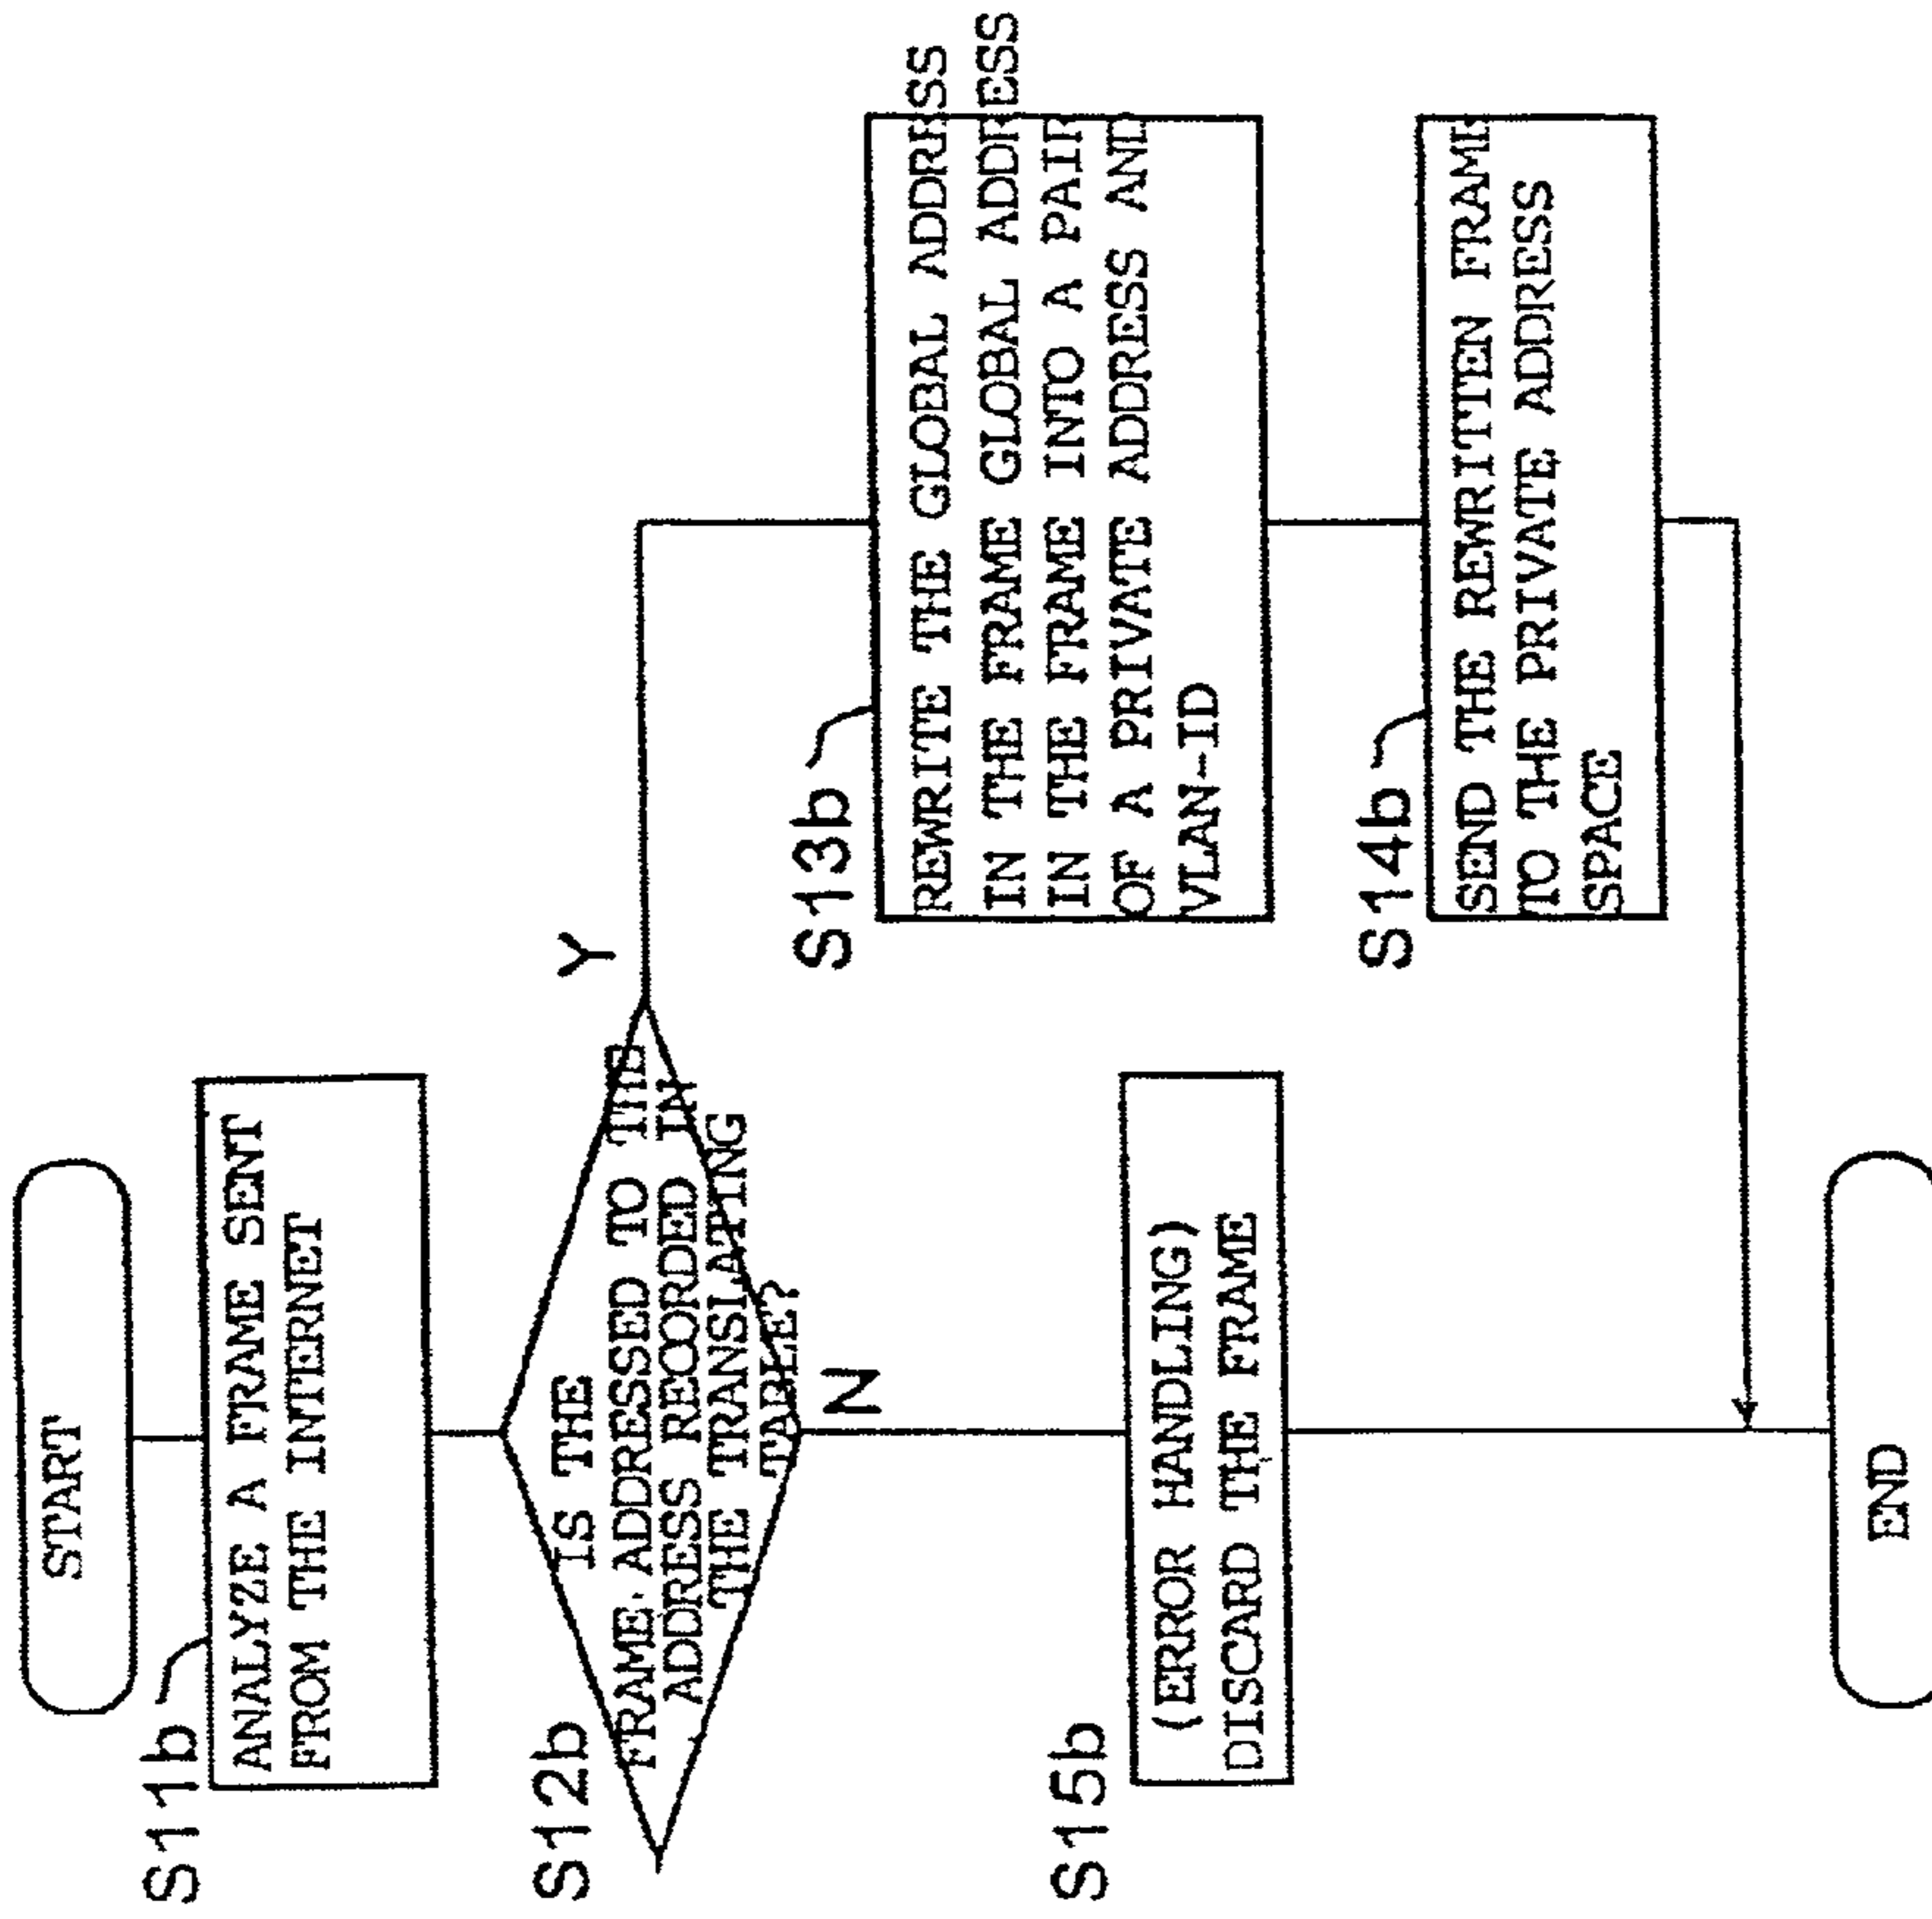 START
S11b
ANALYZE A FRAME SENT
FROM THE INTERNET
S12b
IS THE
FRAME ADDRESSED TO THE
ADDRESS RECORDED IN
THE TRANSLATING
TABLE?
Y
N
S13b
REWRITE THE GLOBAL ADDRESS
IN THE FRAME GLOBAL ADDRESS
IN THE FRAME INTO A PAIR
OF A PRIVATE ADDRESS AND
VLAN-ID
S14b
SEND THE REWRITTEN FRAME
TO THE PRIVATE ADDRESS
SPACE
S15b
(ERROR HANDLING)
DISCARD THE FRAME
END